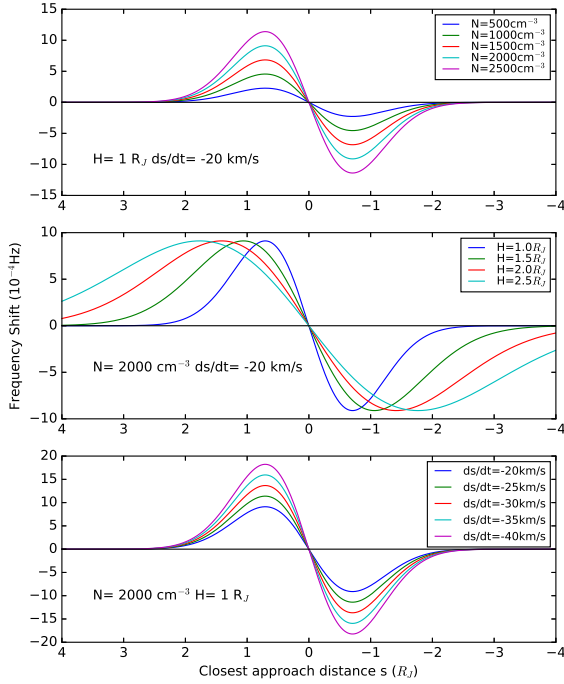 15
10
5
0
−5
−10
−15
4 3 2 1 0 −1 −2 −3 −4
N=500cm⁻³
N=1000cm⁻³
N=1500cm⁻³
N=2000cm⁻³
N=2500cm⁻³
H= 1 R_J ds/dt= -20 km/s
Frequency Shift (10⁻⁴Hz)
10
5
0
−5
−10
4 3 2 1 0 −1 −2 −3 −4
H=1.0R_J
H=1.5R_J
H=2.0R_J
H=2.5R_J
N= 2000 cm⁻³ ds/dt= -20 km/s
20
15
10
5
0
−5
−10
−15
−20
4 3 2 1 0 −1 −2 −3 −4
ds/dt=-20km/s
ds/dt=-25km/s
ds/dt=-30km/s
ds/dt=-35km/s
ds/dt=-40km/s
N= 2000 cm⁻³ H= 1 R_J
Closest approach distance s (R_J)